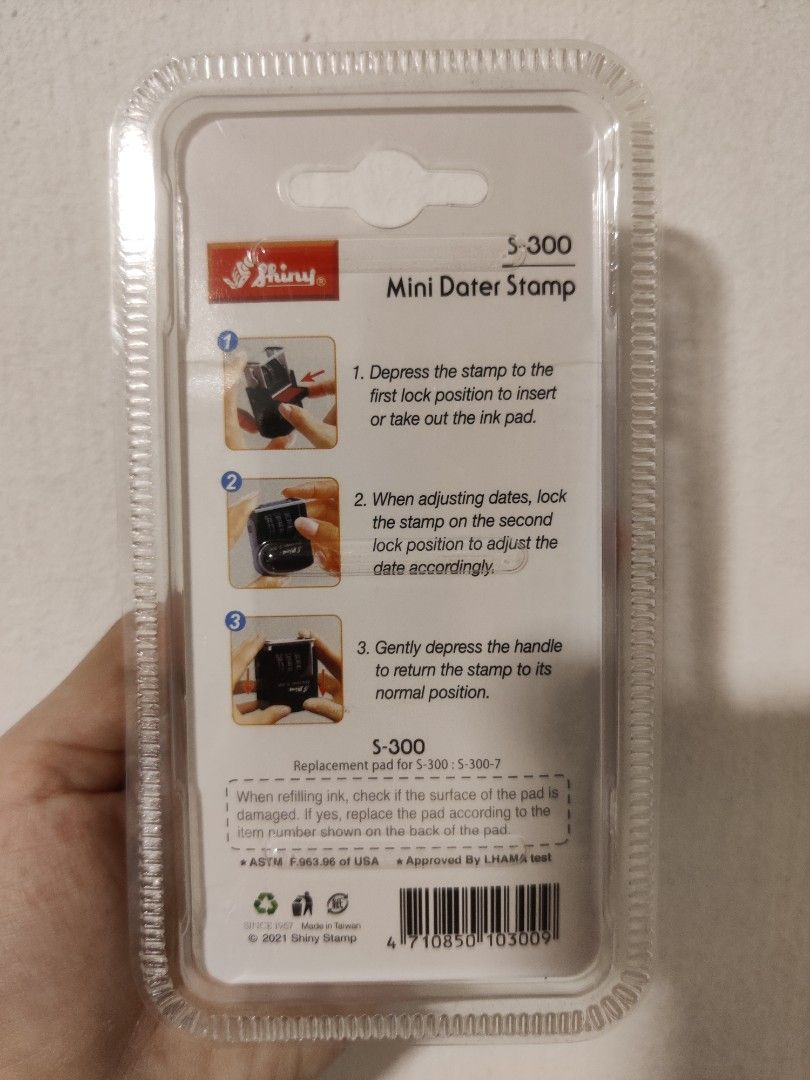 S-300
Shiny®
Mini Dater Stamp
1
1. Depress the stamp to the
first lock position to insert
or take out the ink pad.
2
2. When adjusting dates, lock
the stamp on the second
lock position to adjust the
date accordingly.
3
3. Gently depress the handle
to return the stamp to its
normal position.
S-300
Replacement pad for S-300 : S-300-7
When refilling ink, check if the surface of the pad is
damaged. If yes, replace the pad according to the
item number shown on the back of the pad.
★ ASTM F.963.96 of USA ★ Approved By LHAMA test
SINCE 1957 Made in Taiwan
© 2021 Shiny Stamp
4 710850 103009